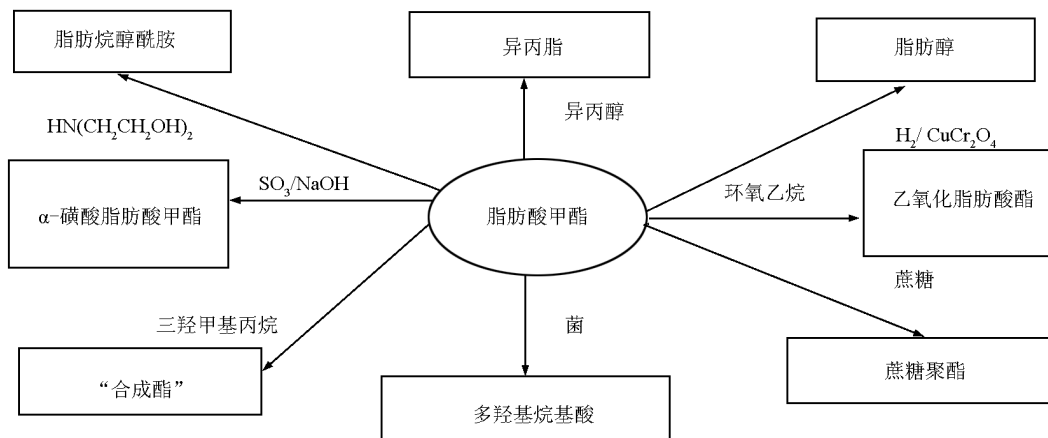 脂肪烷醇酰胺
异丙脂
脂肪醇
HN(CH₂CH₂OH)₂
异丙醇
H₂/ CuCr₂O₄
α-磺酸脂肪酸甲酯
SO₃/NaOH
脂肪酸甲酯
环氧乙烷
乙氧化脂肪酸酯
三羟甲基丙烷
菌
蔗糖
“合成酯”
多羟基烷基酸
蔗糖聚酯